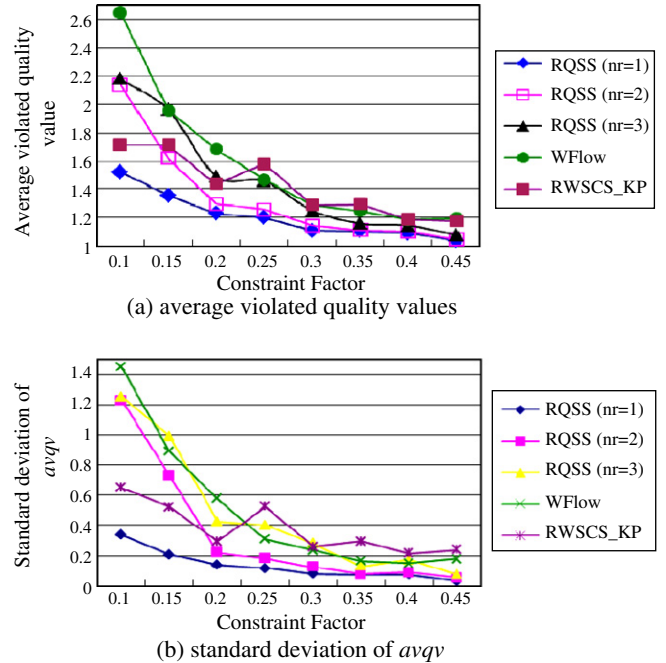 2.6
2.4
2.2
2
1.8
1.6
1.4
1.2
1
Average violated quality
value
0.1 0.15 0.2 0.25 0.3 0.35 0.4 0.45
Constraint Factor
RQSS (nr=1)
RQSS (nr=2)
RQSS (nr=3)
WFlow
RWSCS_KP
(a) average violated quality values
1.4
1.2
1
0.8
0.6
0.4
0.2
0
Standard deviation of
avqv
0.1 0.15 0.2 0.25 0.3 0.35 0.4 0.45
Constraint Factor
RQSS (nr=1)
RQSS (nr=2)
RQSS (nr=3)
WFlow
RWSCS_KP
(b) standard deviation of avqv